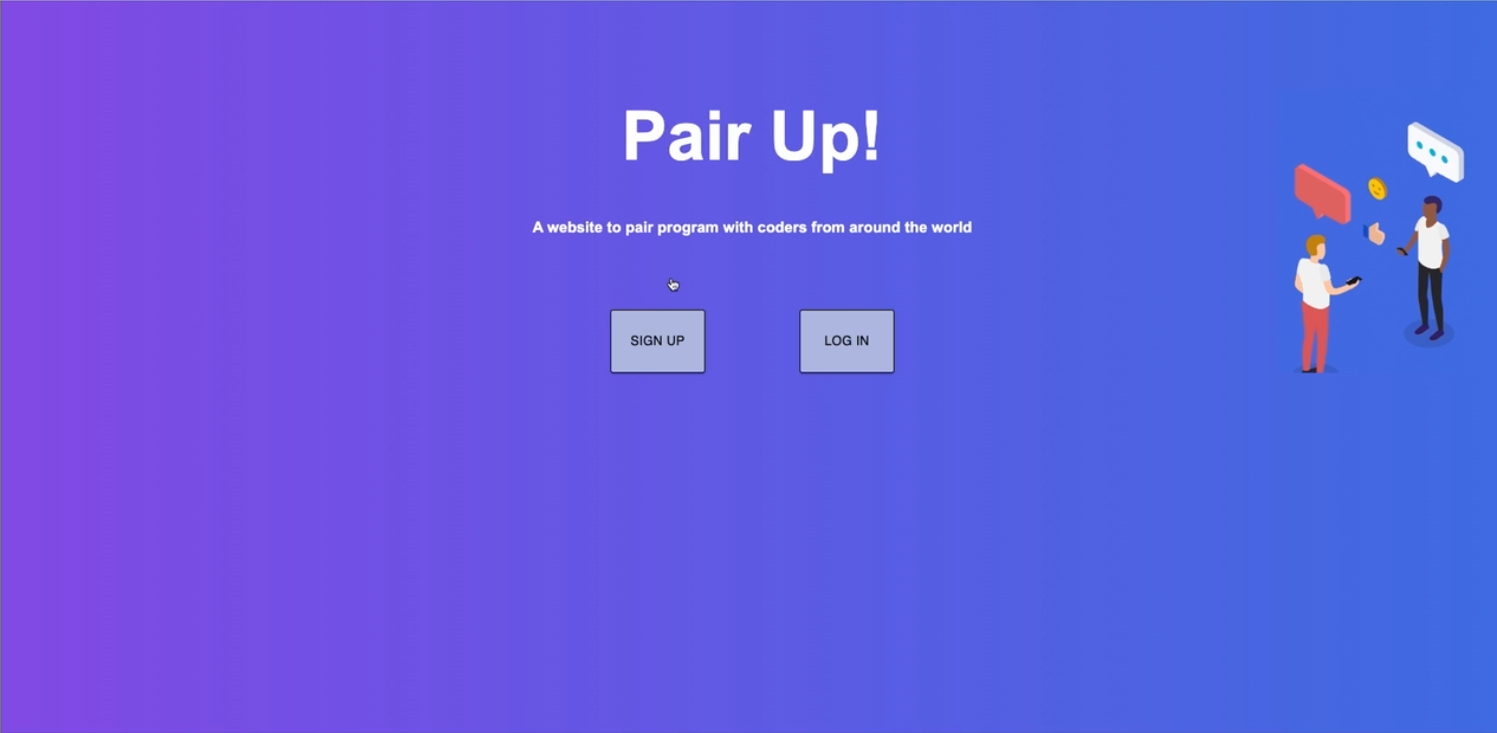 Pair Up!
A website to pair program with coders from around the world
SIGN UP
LOG IN